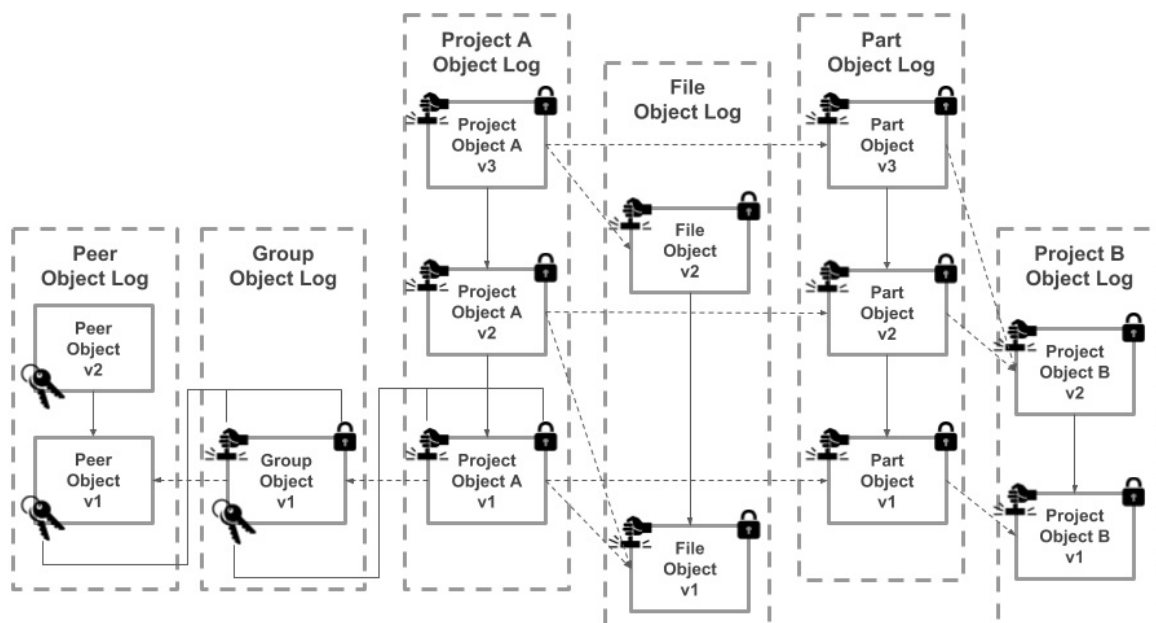 Peer
Object Log
Peer
Object
v2
Peer
Object
v1
Group
Object Log
Group
Object
v1
Project A
Object Log
Project
Object A
v3
Project
Object A
v2
Project
Object A
v1
File
Object Log
File
Object
v2
File
Object
v1
Part
Object Log
Part
Object
v3
Part
Object
v2
Part
Object
v1
Project B
Object Log
Project
Object B
v2
Project
Object B
v1